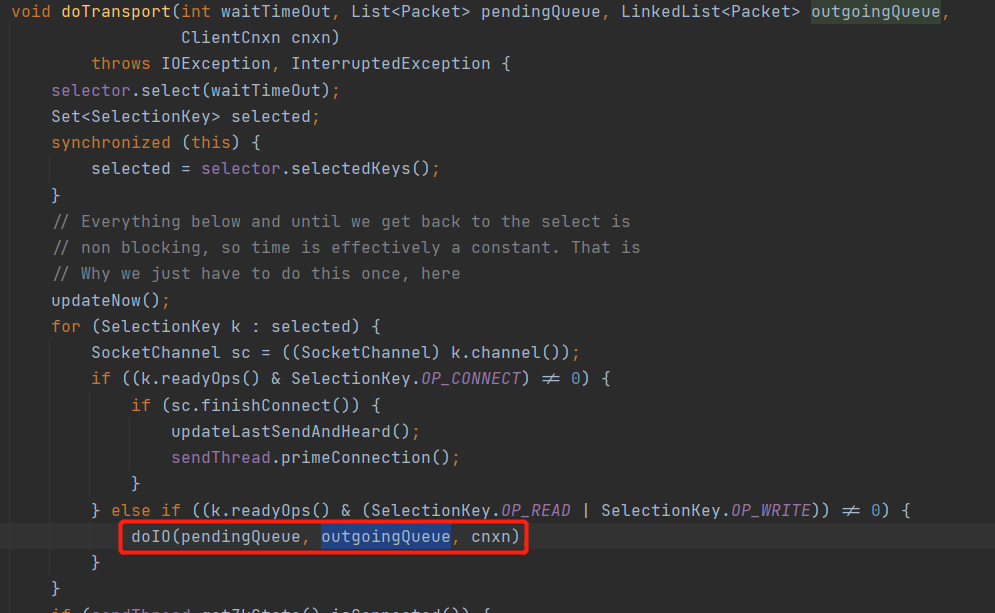 void doTransport(int waitTimeOut, List<Packet> pendingQueue, LinkedList<Packet> outgoingQueue,
ClientCnxn cnxn)
throws IOException, InterruptedException {
selector.select(waitTimeOut);
Set<SelectionKey> selected;
synchronized (this) {
selected = selector.selectedKeys();
}
// Everything below and until we get back to the select is
// non blocking, so time is effectively a constant. That is
// Why we just have to do this once, here
updateNow();
for (SelectionKey k : selected) {
SocketChannel sc = ((SocketChannel) k.channel());
if ((k.readyOps() & SelectionKey.OP_CONNECT) != 0) {
if (sc.finishConnect()) {
updateLastSendAndHeard();
sendThread.primeConnection();
}
} else if ((k.readyOps() & (SelectionKey.OP_READ | SelectionKey.OP_WRITE)) != 0) {
doIO(pendingQueue, outgoingQueue, cnxn)
}
}
if (sendThread.getZkState().isConnected()) {